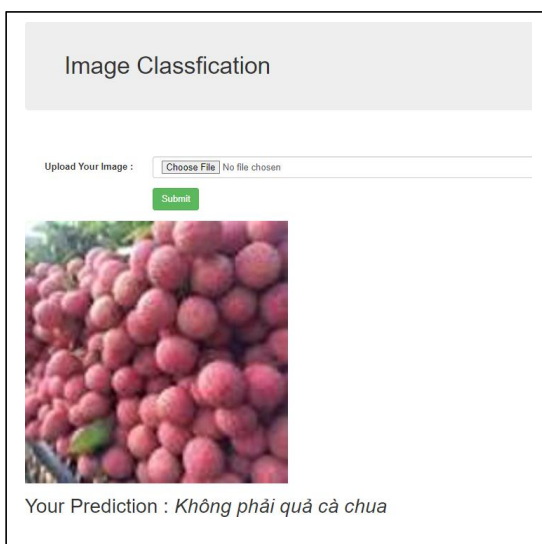 Image Classfication
Upload Your Image : Choose File No file chosen
Submit
Your Prediction : Không phải quả cà chua